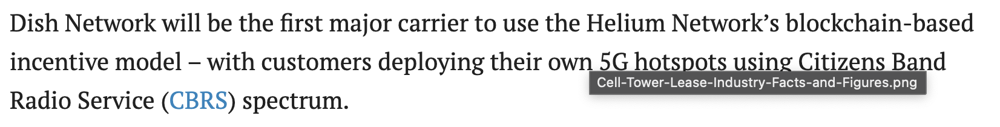 Dish Network will be the first major carrier to use the Helium Network’s blockchain-based
incentive model – with customers deploying their own 5G hotspots using Citizens Band
Cell-Tower-Lease-Industry-Facts-and-Figures.png
Radio Service (CBRS) spectrum.